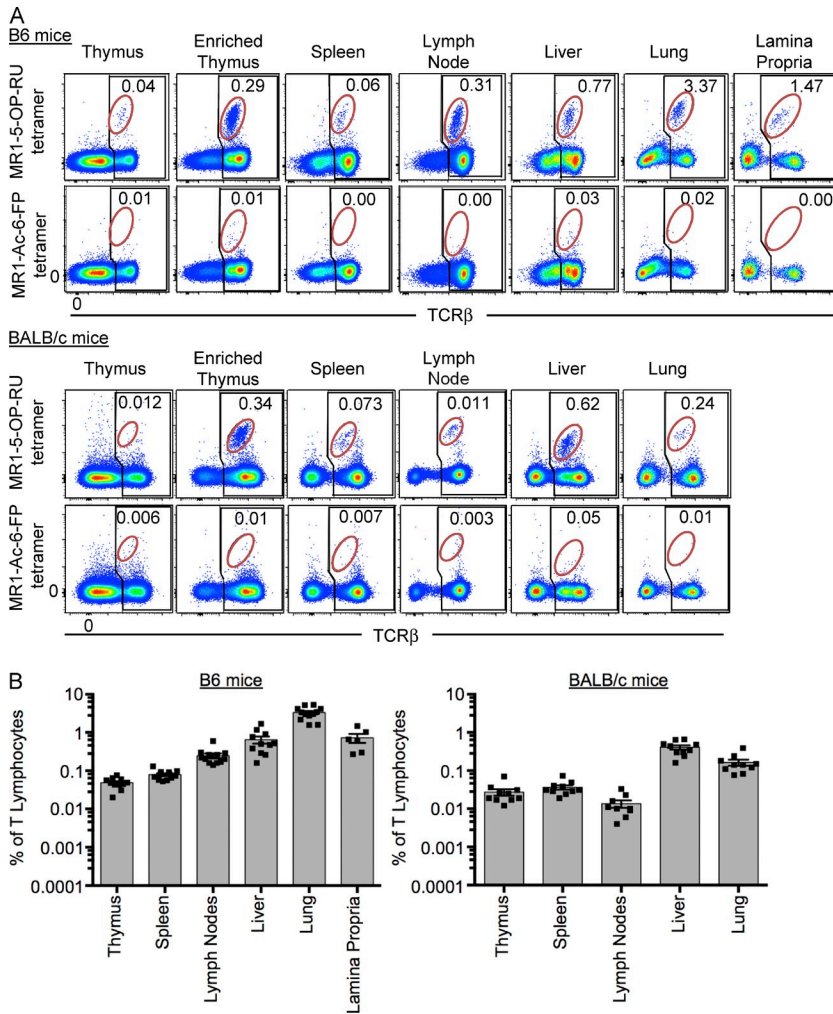 A
B6 mice
Thymus Enriched Thymus Spleen Lymph Node Liver Lung Lamina Propria
MR1-5-OP-RU tetramer
0.04 0.29 0.06 0.31 0.77 3.37 1.47
MR1-Ac-6-FP tetramer
0.01 0.01 0.00 0.00 0.03 0.02 0.00
0
0
TCRβ
BALB/c mice
Thymus Enriched Thymus Spleen Lymph Node Liver Lung
MR1-5-OP-RU tetramer
0.012 0.34 0.073 0.011 0.62 0.24
MR1-Ac-6-FP tetramer
0.006 0.01 0.007 0.003 0.05 0.01
0
0
TCRβ
B
B6 mice
% of T Lymphocytes
10
1
0.1
0.01
0.001
0.0001
Thymus
Spleen
Lymph Nodes
Liver
Lung
Lamina Propria
BALB/c mice
% of T Lymphocytes
10
1
0.1
0.01
0.001
0.0001
Thymus
Spleen
Lymph Nodes
Liver
Lung